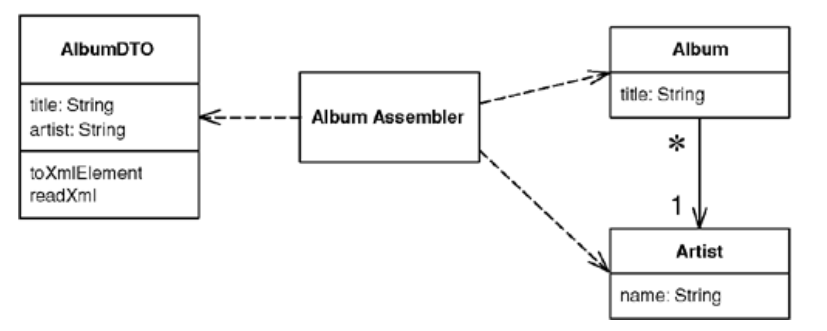 AlbumDTO
title: String
artist: String
toXmlElement
readXml
Album Assembler
Album
title: String
*
1
Artist
name: String